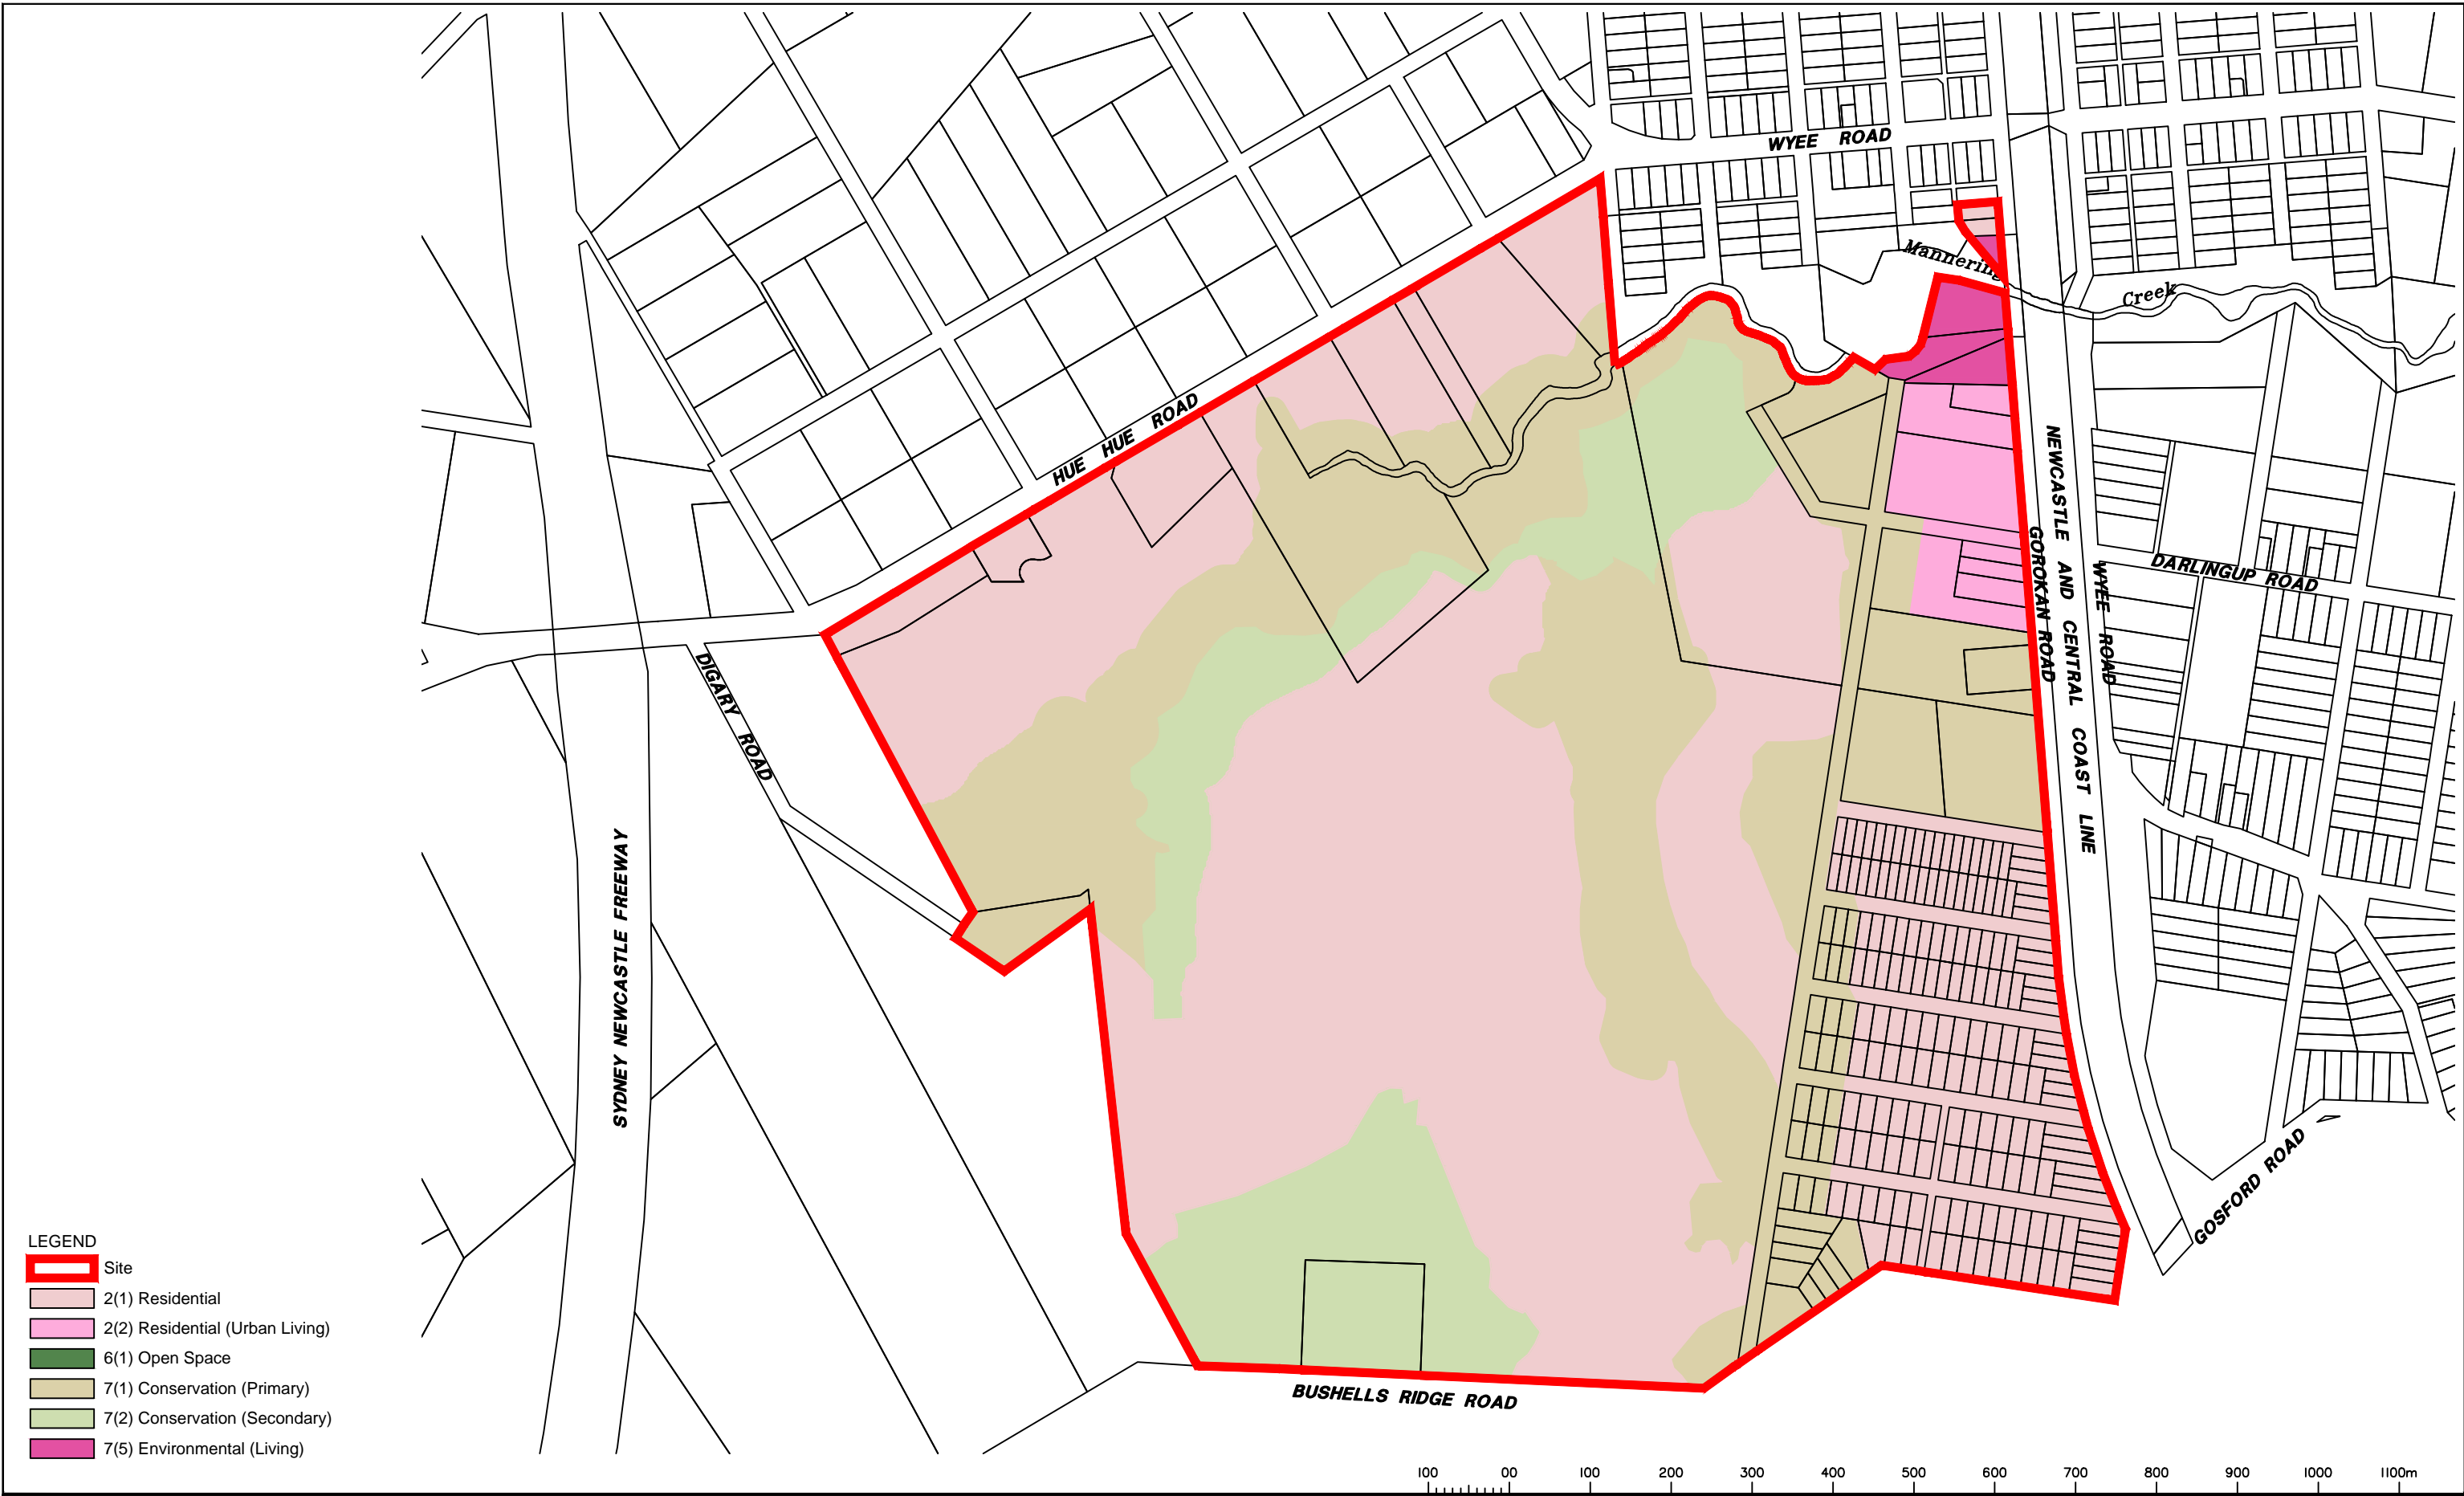 WYEE ROAD
Mannering
Creek
HUE HUE ROAD
NEWCASTLE AND CENTRAL COAST LINE
GOROKAN ROAD
WYEE ROAD
DARLINGUP ROAD
DIGARY ROAD
SYDNEY NEWCASTLE FREEWAY
GOSFORD ROAD
BUSHELLS RIDGE ROAD
LEGEND
Site
2(1) Residential
2(2) Residential (Urban Living)
6(1) Open Space
7(1) Conservation (Primary)
7(2) Conservation (Secondary)
7(5) Environmental (Living)
100 00 100 200 300 400 500 600 700 800 900 1000 1100m